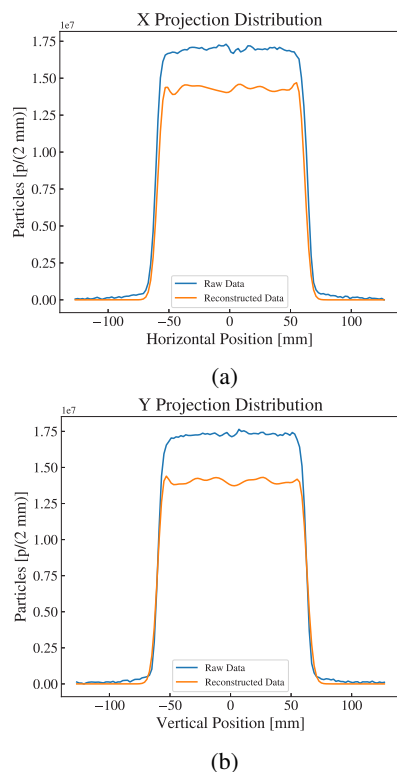 X Projection Distribution
1e7
Particles [p/(2 mm)]
1.75
1.50
1.25
1.00
0.75
0.50
0.25
0.00
Raw Data
Reconstructed Data
−100 −50 0 50 100
Horizontal Position [mm]
(a)
Y Projection Distribution
1e7
Particles [p/(2 mm)]
1.75
1.50
1.25
1.00
0.75
0.50
0.25
0.00
Raw Data
Reconstructed Data
−100 −50 0 50 100
Vertical Position [mm]
(b)